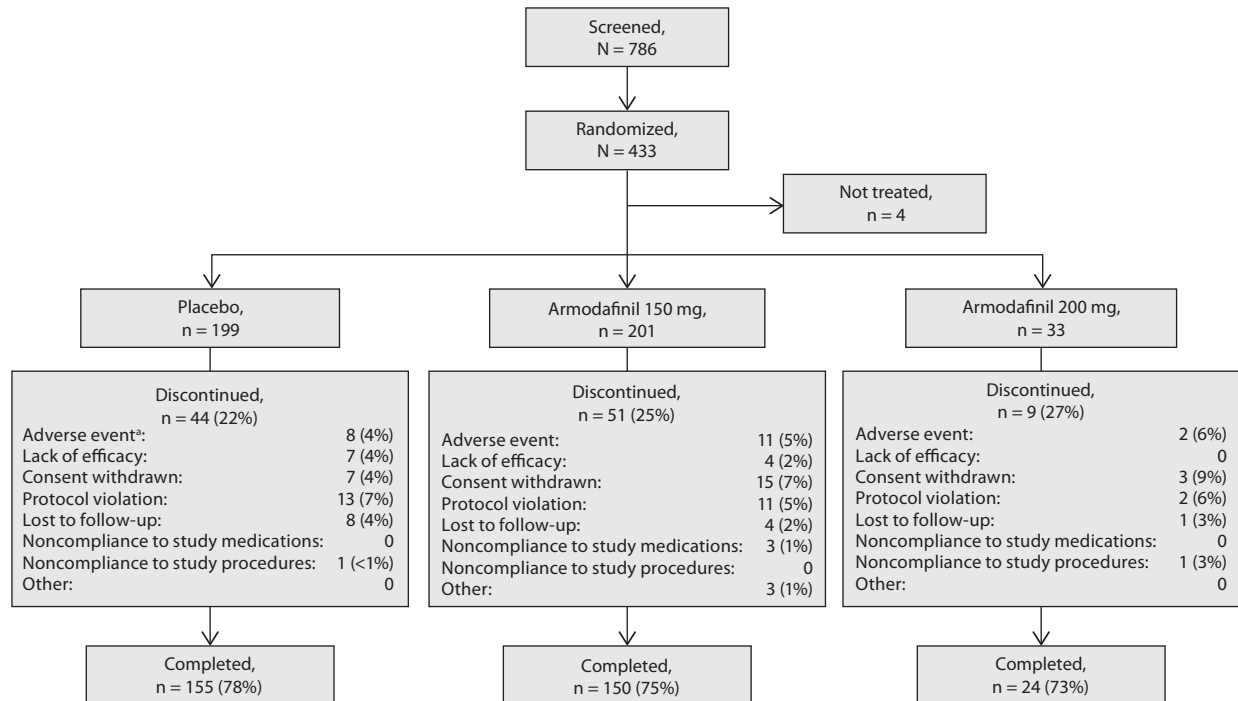 Screened,
N = 786
Randomized,
N = 433
Not treated,
n = 4
Placebo,
n = 199
Armodafinil 150 mg,
n = 201
Armodafinil 200 mg,
n = 33
Discontinued,
n = 44 (22%)
Adverse eventᵃ: 8 (4%)
Lack of efficacy: 7 (4%)
Consent withdrawn: 7 (4%)
Protocol violation: 13 (7%)
Lost to follow-up: 8 (4%)
Noncompliance to study medications: 0
Noncompliance to study procedures: 1 (<1%)
Other: 0
Discontinued,
n = 51 (25%)
Adverse event: 11 (5%)
Lack of efficacy: 4 (2%)
Consent withdrawn: 15 (7%)
Protocol violation: 11 (5%)
Lost to follow-up: 4 (2%)
Noncompliance to study medications: 3 (1%)
Noncompliance to study procedures: 0
Other: 3 (1%)
Discontinued,
n = 9 (27%)
Adverse event: 2 (6%)
Lack of efficacy: 0
Consent withdrawn: 3 (9%)
Protocol violation: 2 (6%)
Lost to follow-up: 1 (3%)
Noncompliance to study medications: 0
Noncompliance to study procedures: 1 (3%)
Other: 0
Completed,
n = 155 (78%)
Completed,
n = 150 (75%)
Completed,
n = 24 (73%)